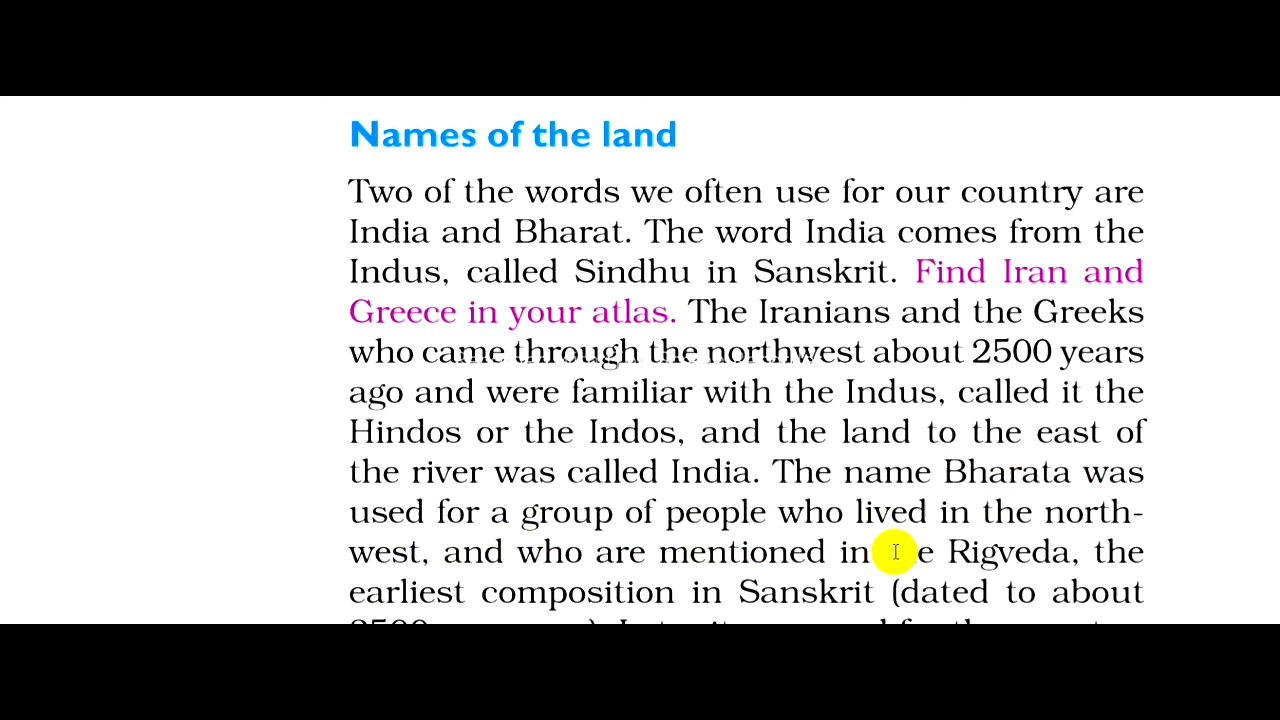 Names of the land
Two of the words we often use for our country are
India and Bharat. The word India comes from the
Indus, called Sindhu in Sanskrit. Find Iran and
Greece in your atlas. The Iranians and the Greeks
who came through the northwest about 2500 years
ago and were familiar with the Indus, called it the
Hindos or the Indos, and the land to the east of
the river was called India. The name Bharata was
used for a group of people who lived in the north-
west, and who are mentioned in Rigveda, the
earliest composition in Sanskrit (dated to about